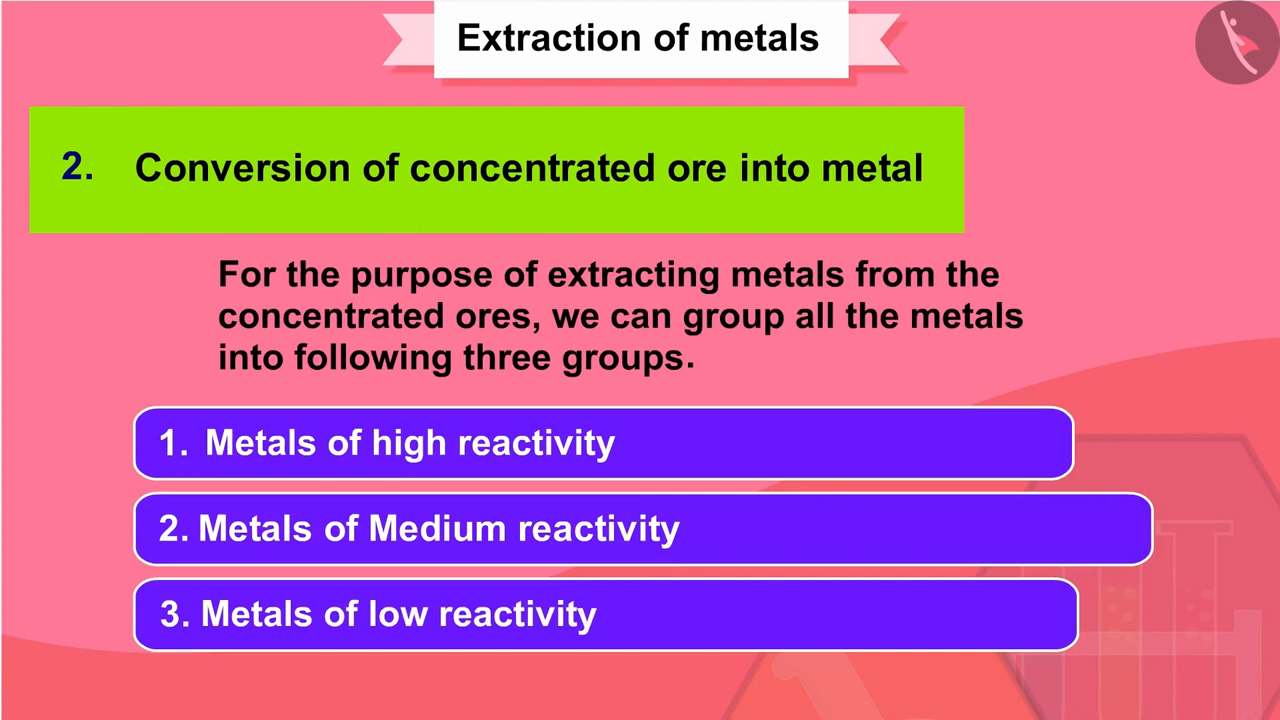 Extraction of metals
2. Conversion of concentrated ore into metal
For the purpose of extracting metals from the
concentrated ores, we can group all the metals
into following three groups.
1. Metals of high reactivity
2. Metals of Medium reactivity
3. Metals of low reactivity